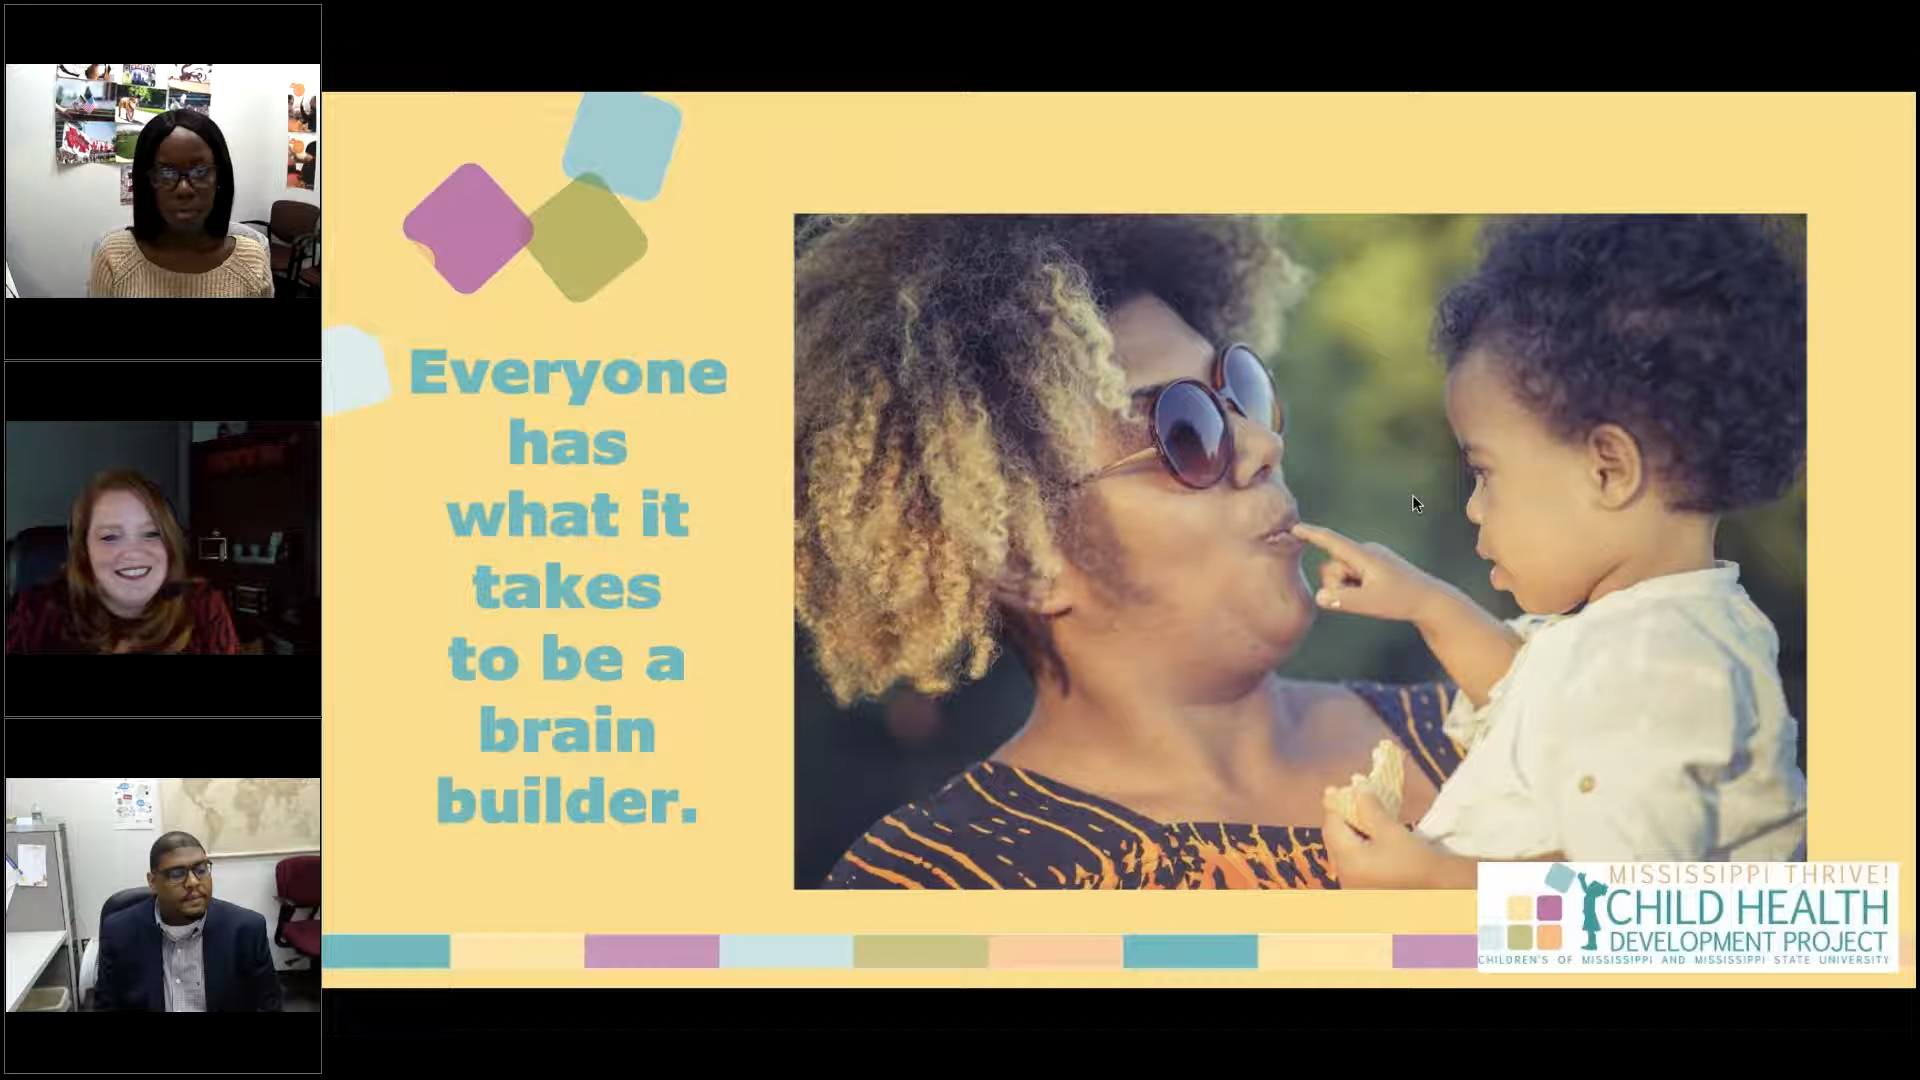 Everyone
has
what it
takes
to be a
brain
builder.
MISSISSIPPI THRIVE!
CHILD HEALTH
DEVELOPMENT PROJECT
CHILDREN'S OF MISSISSIPPI AND MISSISSIPPI STATE UNIVERSITY